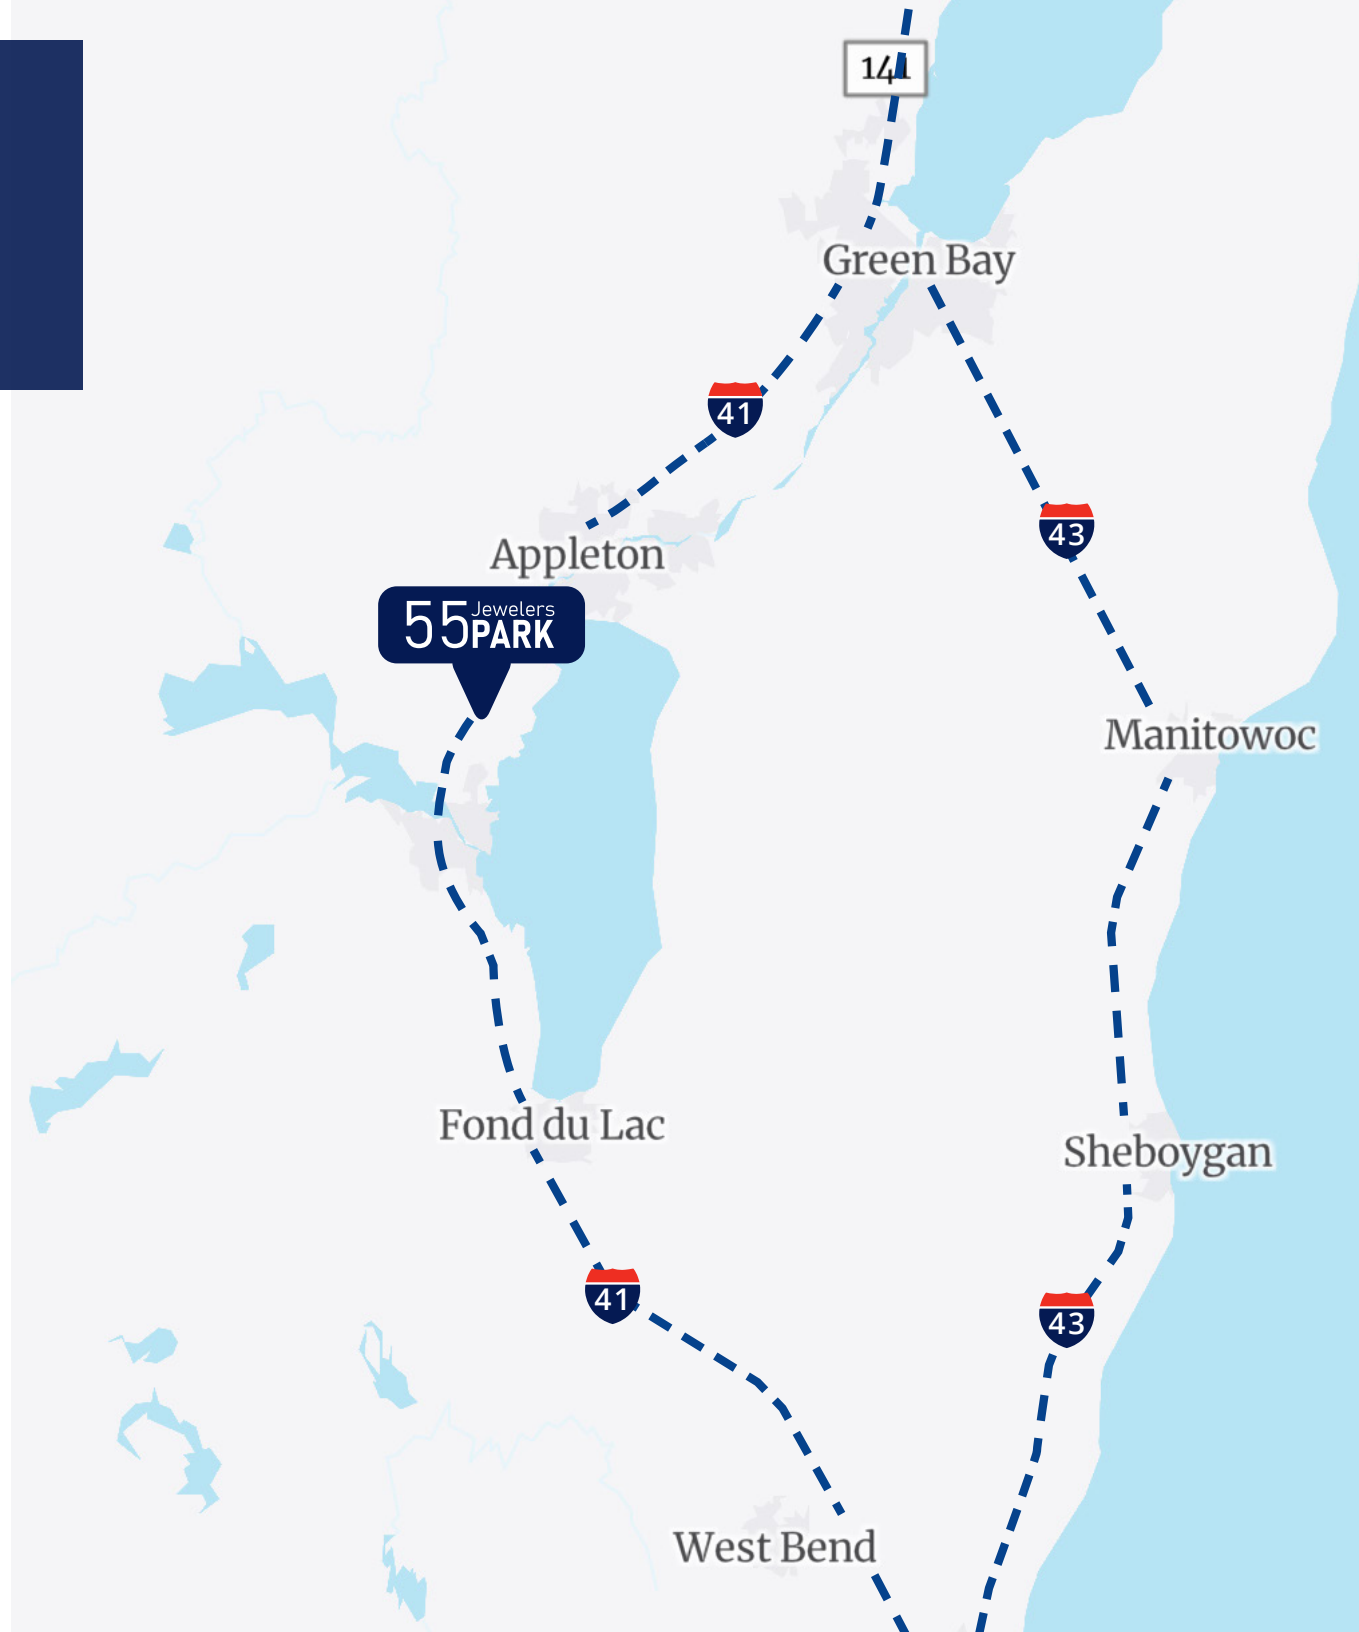 141
Green Bay
41
43
Appleton
55 Jewelers
PARK
Manitowoc
Fond du Lac
Sheboygan
41
43
West Bend